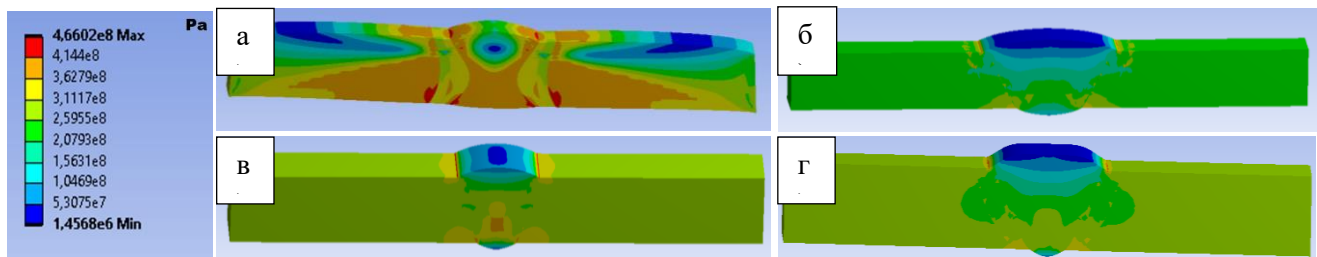 Pa
4,6602e8 Max
4,144e8
3,6279e8
3,1117e8
2,5955e8
2,0793e8
1,5631e8
1,0469e8
5,3075e7
1,4568e6 Min
а
б
в
г